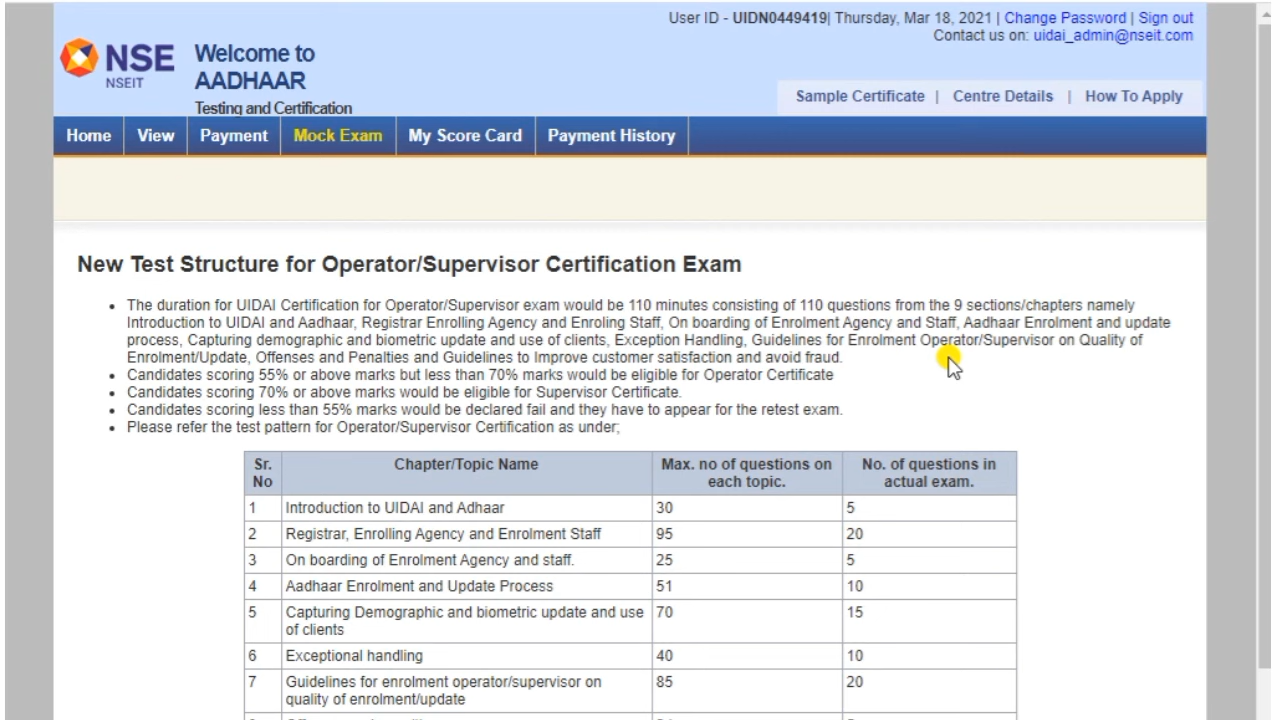 User ID - UIDN0449419| Thursday, Mar 18, 2021 | Change Password | Sign out
Contact us on: uidai_admin@nseit.com
NSE
NSEIT
Welcome to
AADHAAR
Testing and Certification
Sample Certificate | Centre Details | How To Apply
Home View Payment Mock Exam My Score Card Payment History
New Test Structure for Operator/Supervisor Certification Exam
• The duration for UIDAI Certification for Operator/Supervisor exam would be 110 minutes consisting of 110 questions from the 9 sections/chapters namely
Introduction to UIDAI and Aadhaar, Registrar Enrolling Agency and Enroling Staff, On boarding of Enrolment Agency and Staff, Aadhaar Enrolment and update
process, Capturing demographic and biometric update and use of clients, Exception Handling, Guidelines for Enrolment Operator/Supervisor on Quality of
Enrolment/Update, Offenses and Penalties and Guidelines to Improve customer satisfaction and avoid fraud.
• Candidates scoring 55% or above marks but less than 70% marks would be eligible for Operator Certificate
• Candidates scoring 70% or above marks would be eligible for Supervisor Certificate.
• Candidates scoring less than 55% marks would be declared fail and they have to appear for the retest exam.
• Please refer the test pattern for Operator/Supervisor Certification as under;
Sr. No Chapter/Topic Name Max. no of questions on each topic. No. of questions in actual exam.
1 Introduction to UIDAI and Adhaar 30 5
2 Registrar, Enrolling Agency and Enrolment Staff 95 20
3 On boarding of Enrolment Agency and staff. 25 5
4 Aadhaar Enrolment and Update Process 51 10
5 Capturing Demographic and biometric update and use 70 15
of clients
6 Exceptional handling 40 10
7 Guidelines for enrolment operator/supervisor on 85 20
quality of enrolment/update